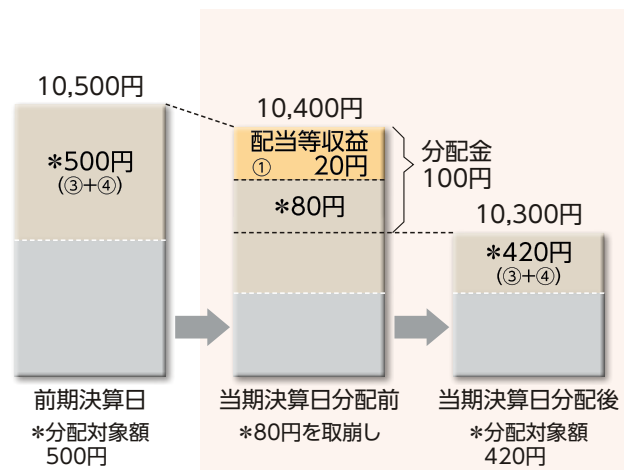 10,500円
*500円
(③+④)
前期決算日
*分配対象額
500円
10,400円
配当等収益
① 20円
*80円
分配金
100円
当期決算日分配前
*80円を取崩し
10,300円
*420円
(③+④)
当期決算日分配後
*分配対象額
420円